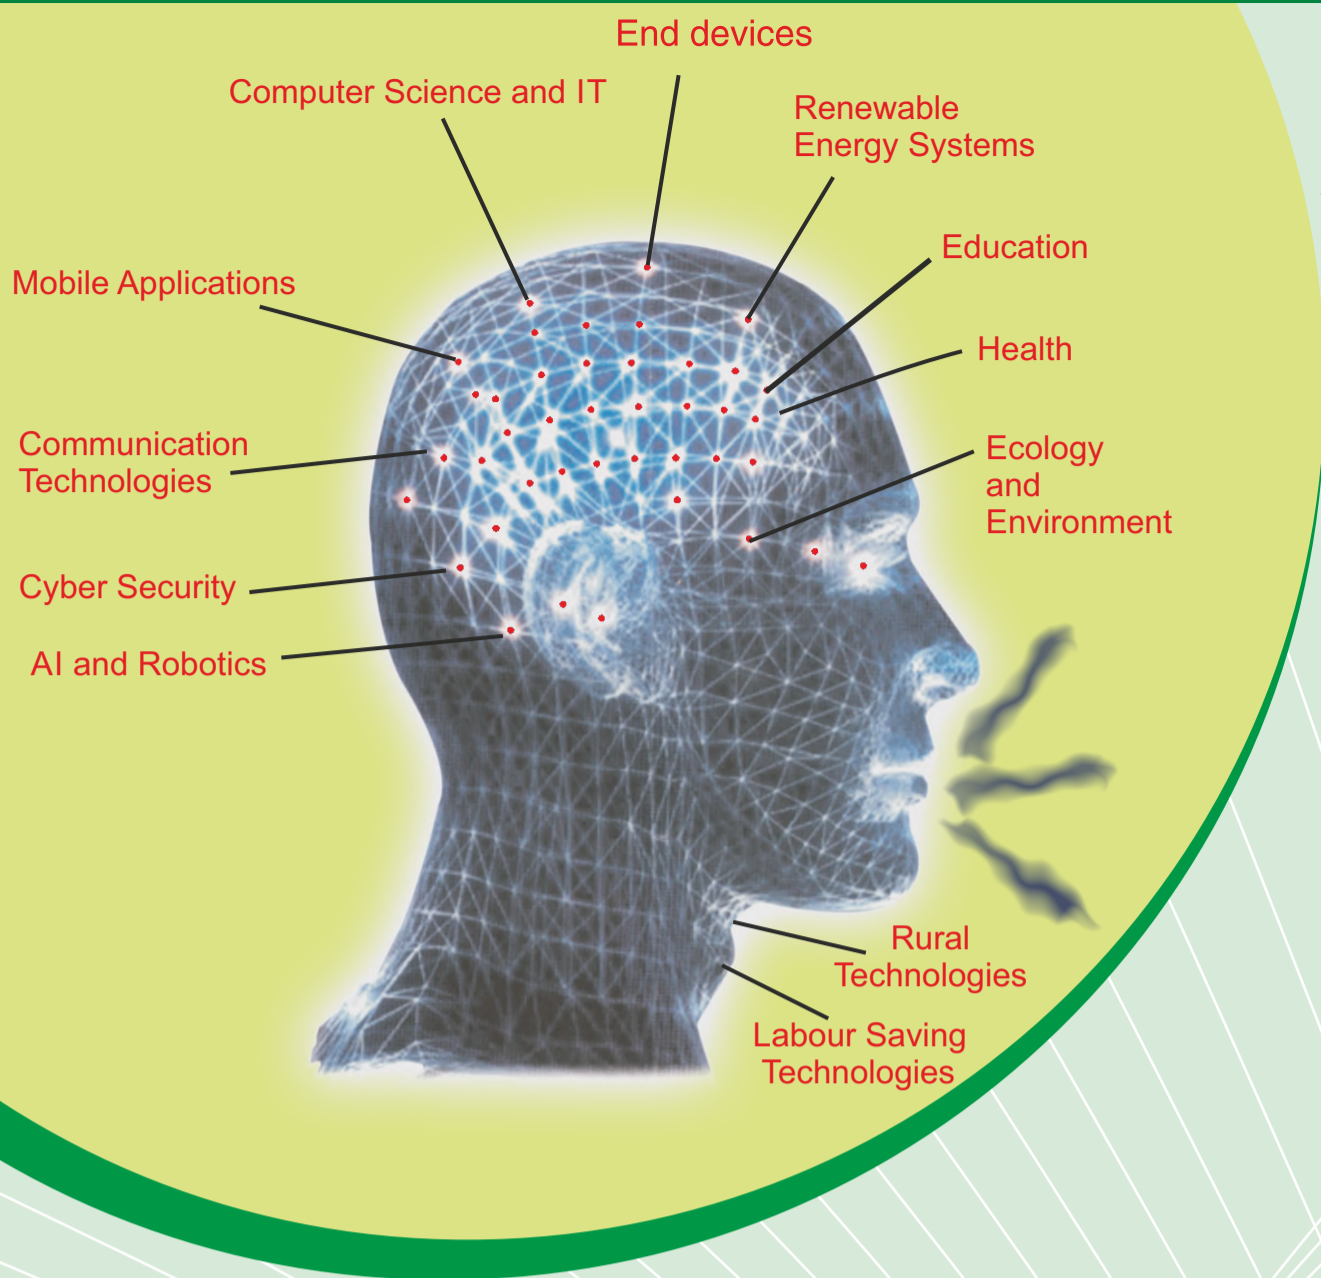 End devices
Computer Science and IT
Renewable
Energy Systems
Education
Mobile Applications
Health
Communication
Technologies
Ecology
and
Environment
Cyber Security
AI and Robotics
Rural
Technologies
Labour Saving
Technologies